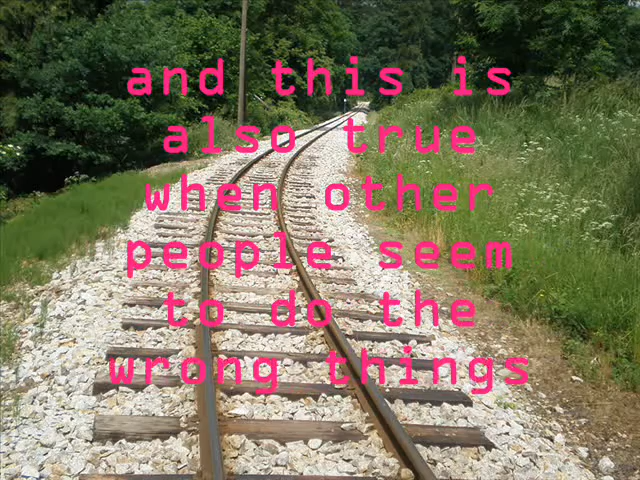 and this is
also true
when other
people seem
to do the
wrong things